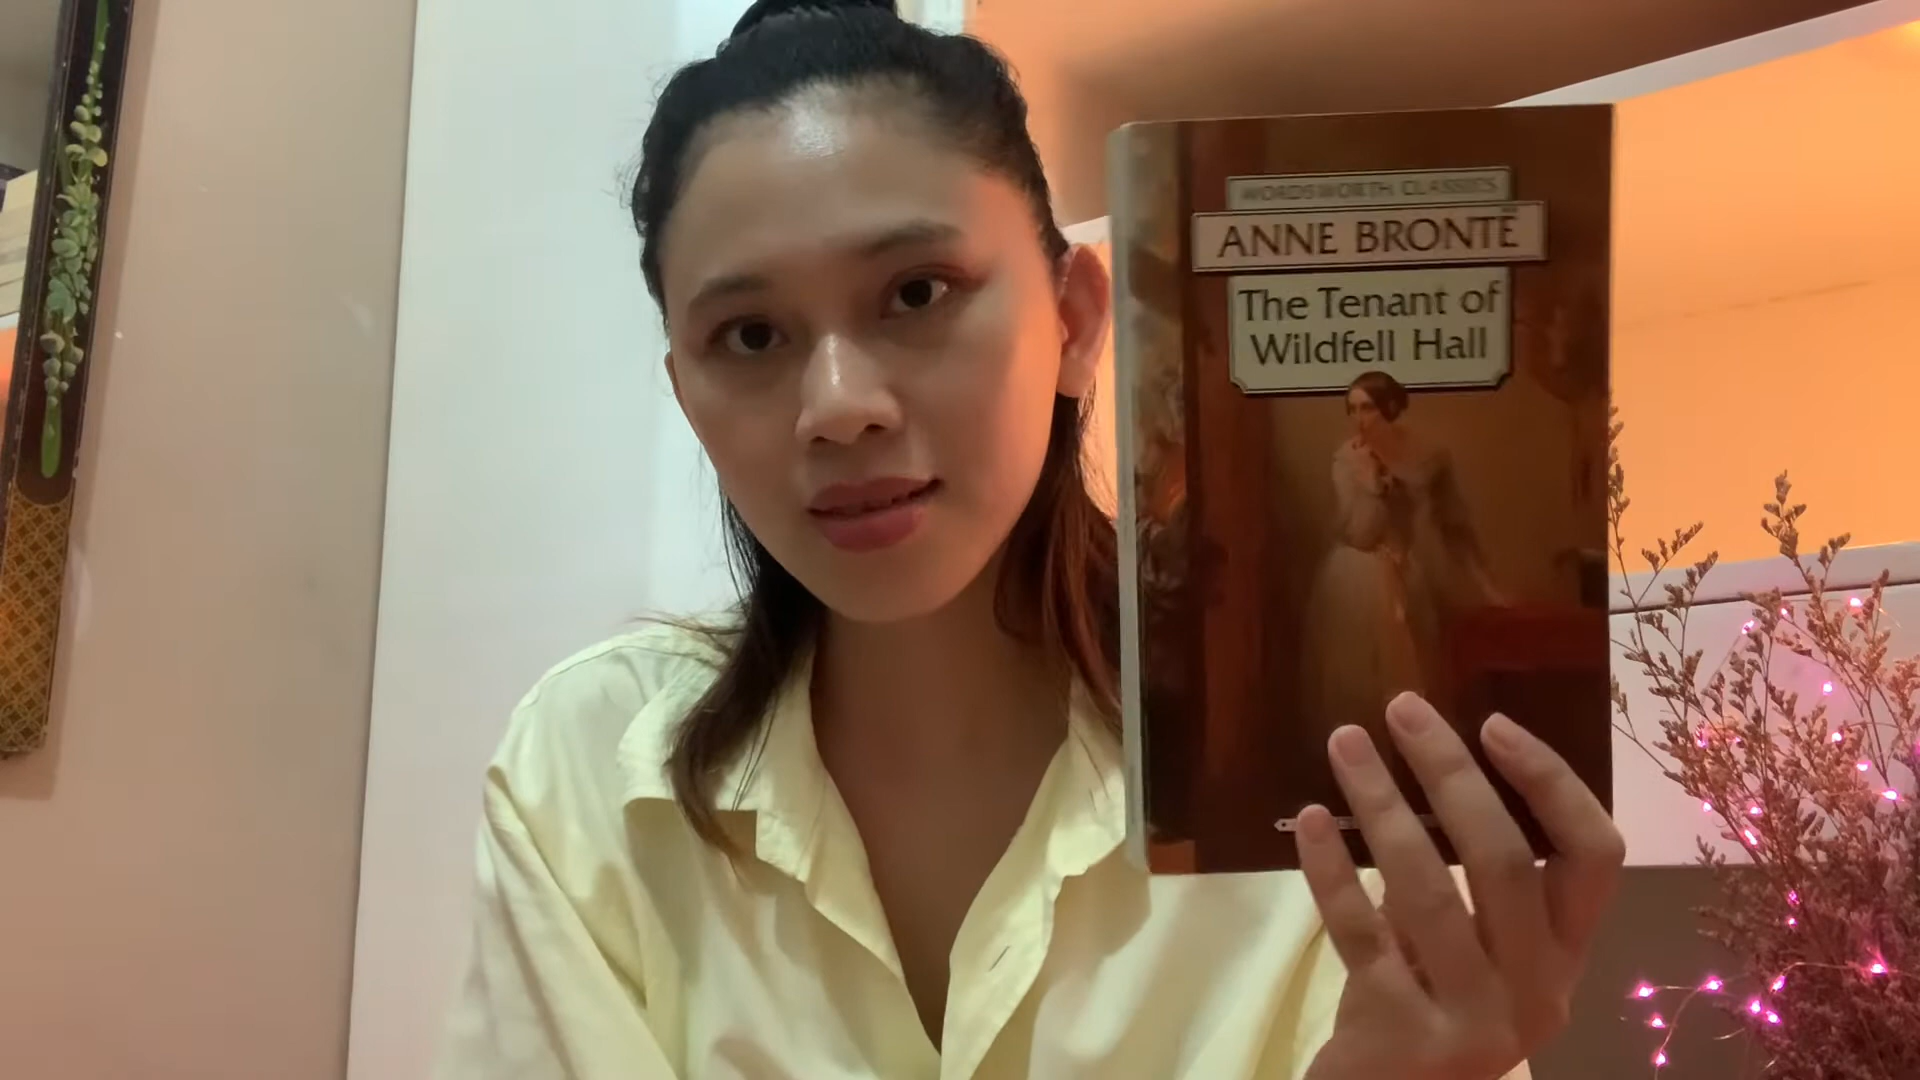 WORDSWORTH CLASSICS
ANNE BRONTË
The Tenant of
Wildfell Hall